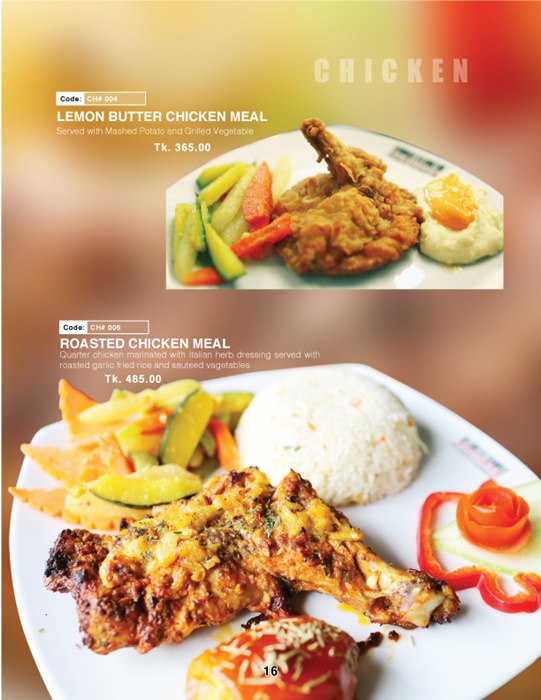 CHICKEN
Code: CH# 004
LEMON BUTTER CHICKEN MEAL
Served with Mashed Potato and Grilled Vegetable
Tk. 365.00
Code: CH# 005
ROASTED CHICKEN MEAL
Quarter chicken marinated with Italian herb dressing served with
roasted garlic fried rice and sauteed vagetables
Tk. 485.00
16